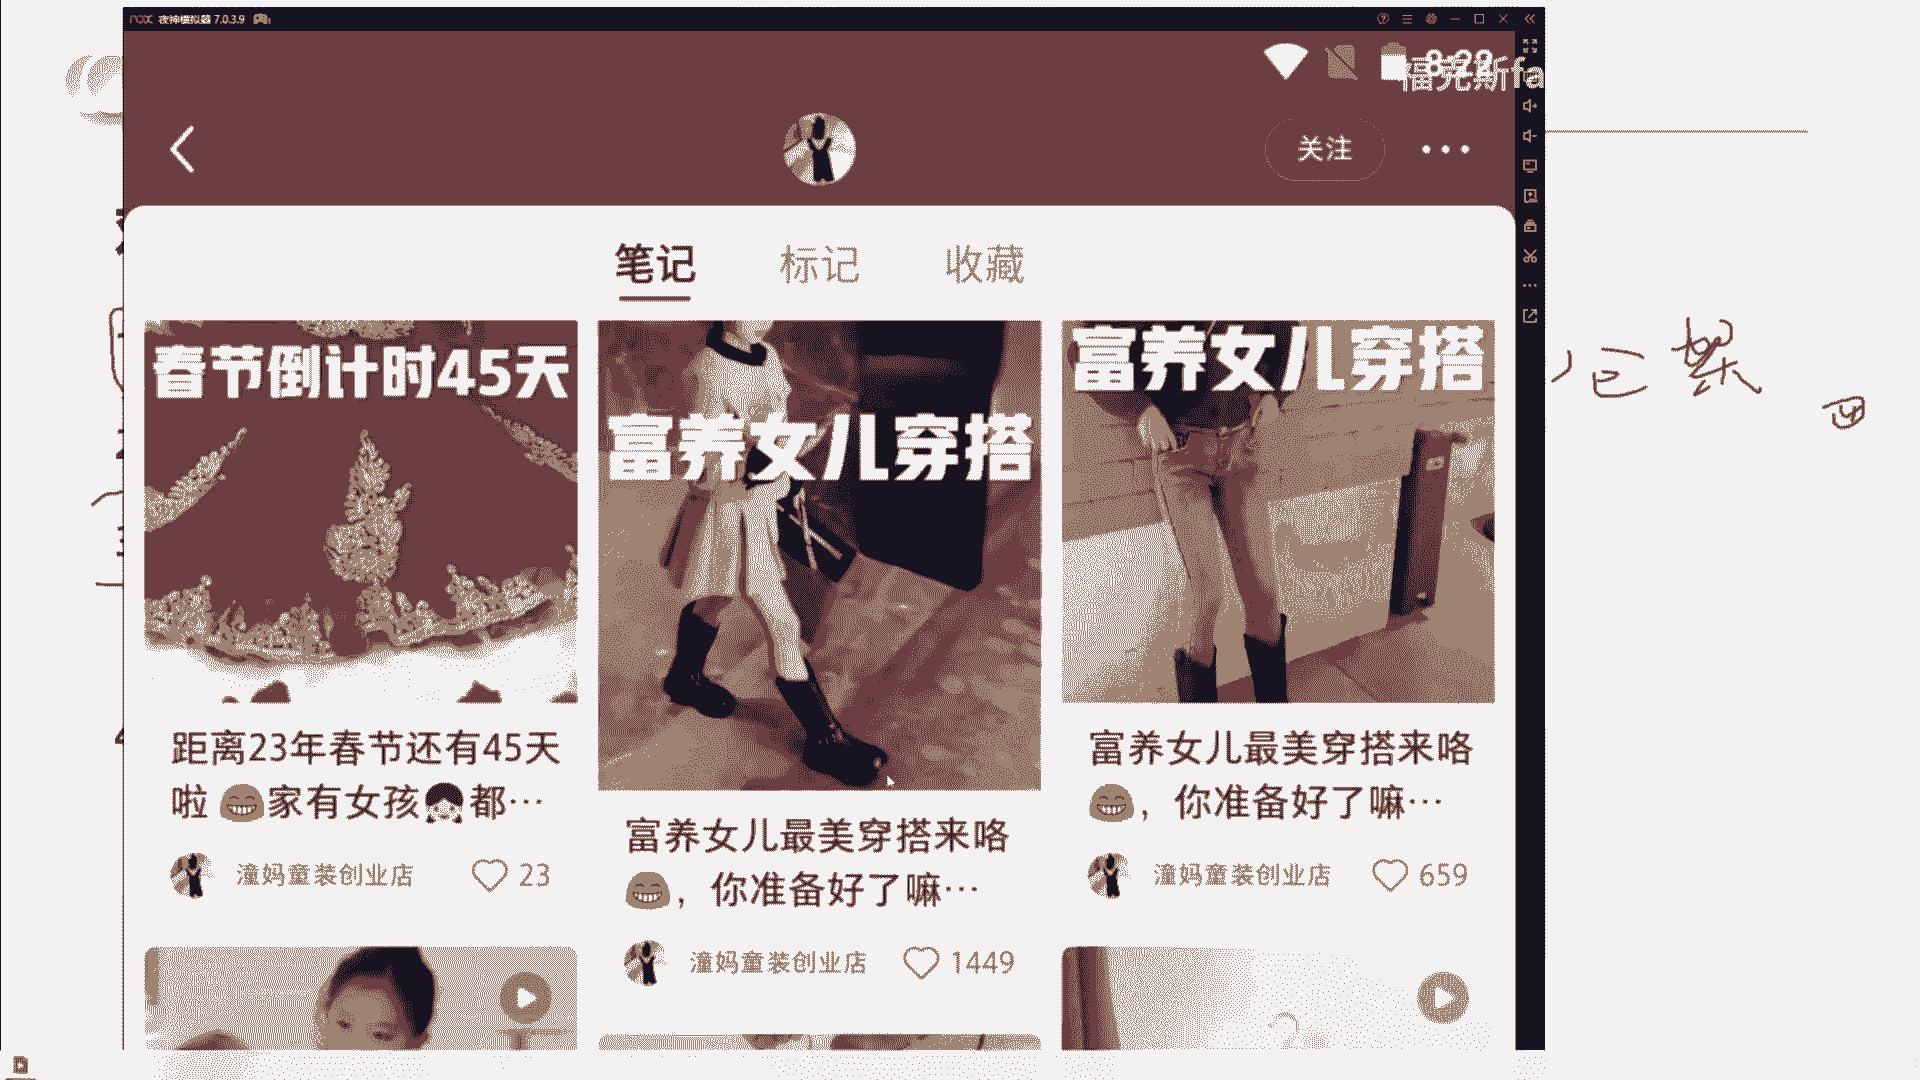 nox 夜神模拟器 7.0.3.9
8:22
福克斯fa
关注
笔记 标记 收藏
春节倒计时45天
距离23年春节还有45天
啦 😁家有女孩👧都…
潼妈童装创业店 23
富养女儿穿搭
富养女儿最美穿搭来咯
😁，你准备好了嘛…
潼妈童装创业店 1449
富养女儿穿搭
富养女儿最美穿搭来咯
😁，你准备好了嘛…
潼妈童装创业店 659